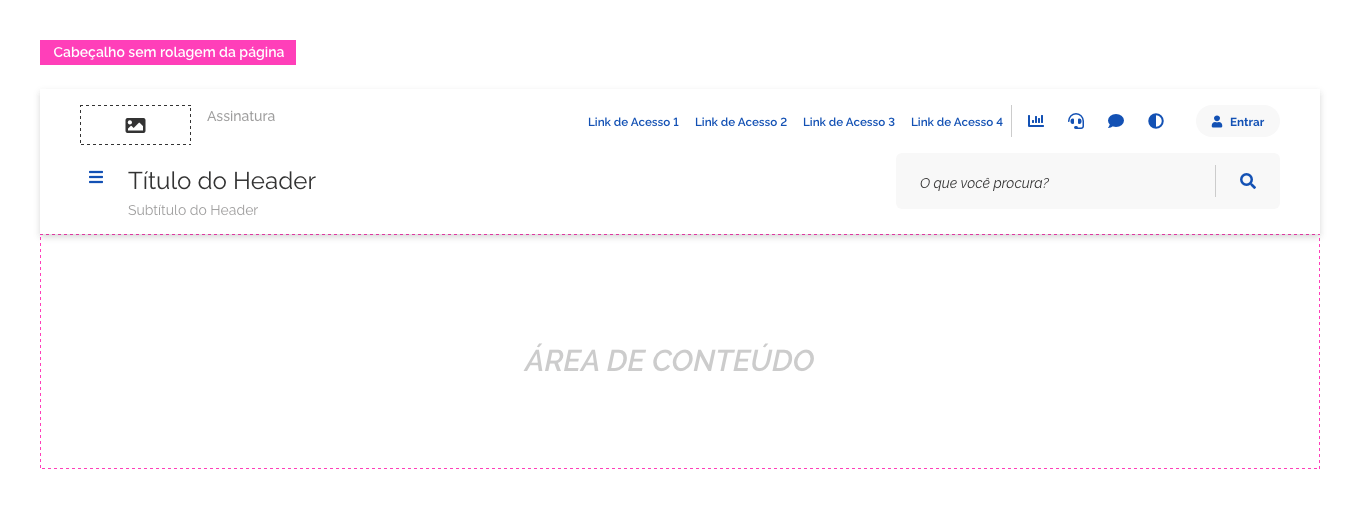 Cabeçalho sem rolagem da página
Assinatura
Link de Acesso 1 Link de Acesso 2 Link de Acesso 3 Link de Acesso 4 Entrar
Título do Header
O que você procura?
Subtítulo do Header
ÁREA DE CONTEÚDO